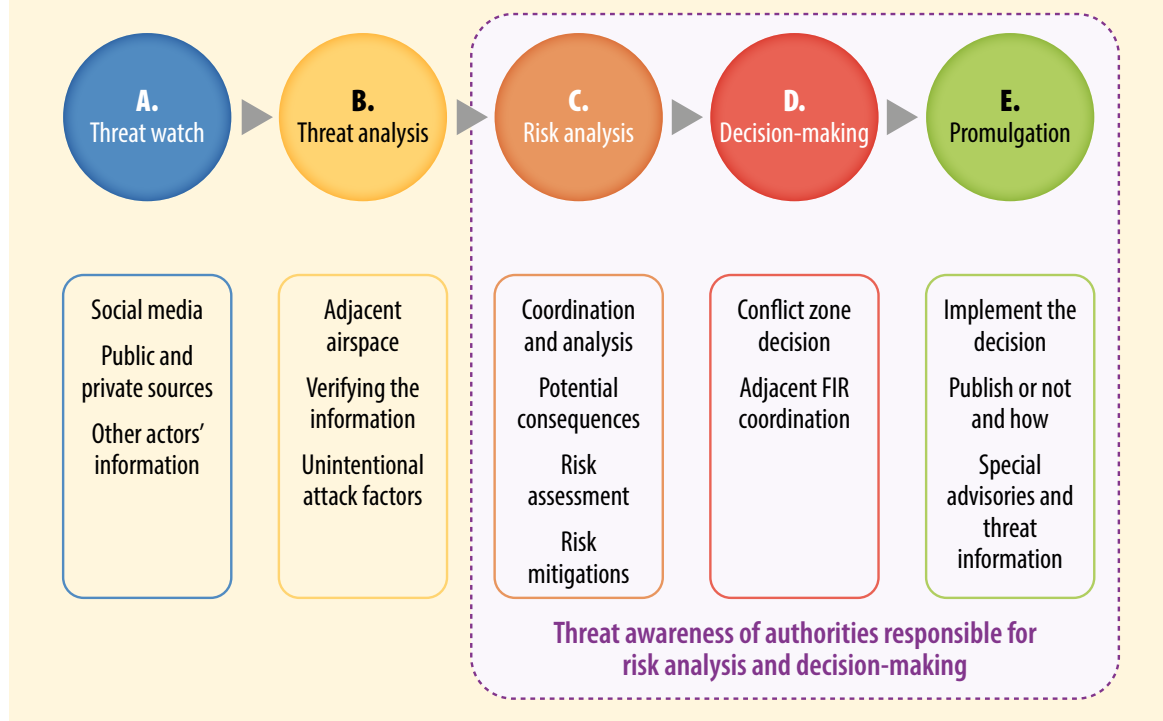 A.
Threat watch
B.
Threat analysis
C.
Risk analysis
D.
Decision-making
E.
Promulgation
Social media
Public and
private sources
Other actors’
information
Adjacent
airspace
Verifying the
information
Unintentional
attack factors
Coordination
and analysis
Potential
consequences
Risk
assessment
Risk
mitigations
Conflict zone
decision
Adjacent FIR
coordination
Implement the
decision
Publish or not
and how
Special
advisories and
threat
information
Threat awareness of authorities responsible for
risk analysis and decision-making